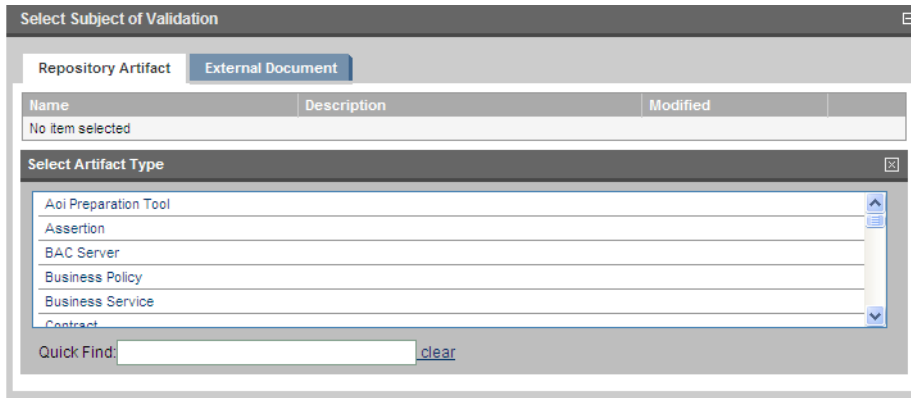 Select Subject of Validation
Repository Artifact External Document
Name Description Modified
No item selected
Select Artifact Type
Aoi Preparation Tool
Assertion
BAC Server
Business Policy
Business Service
Contract
Quick Find: clear